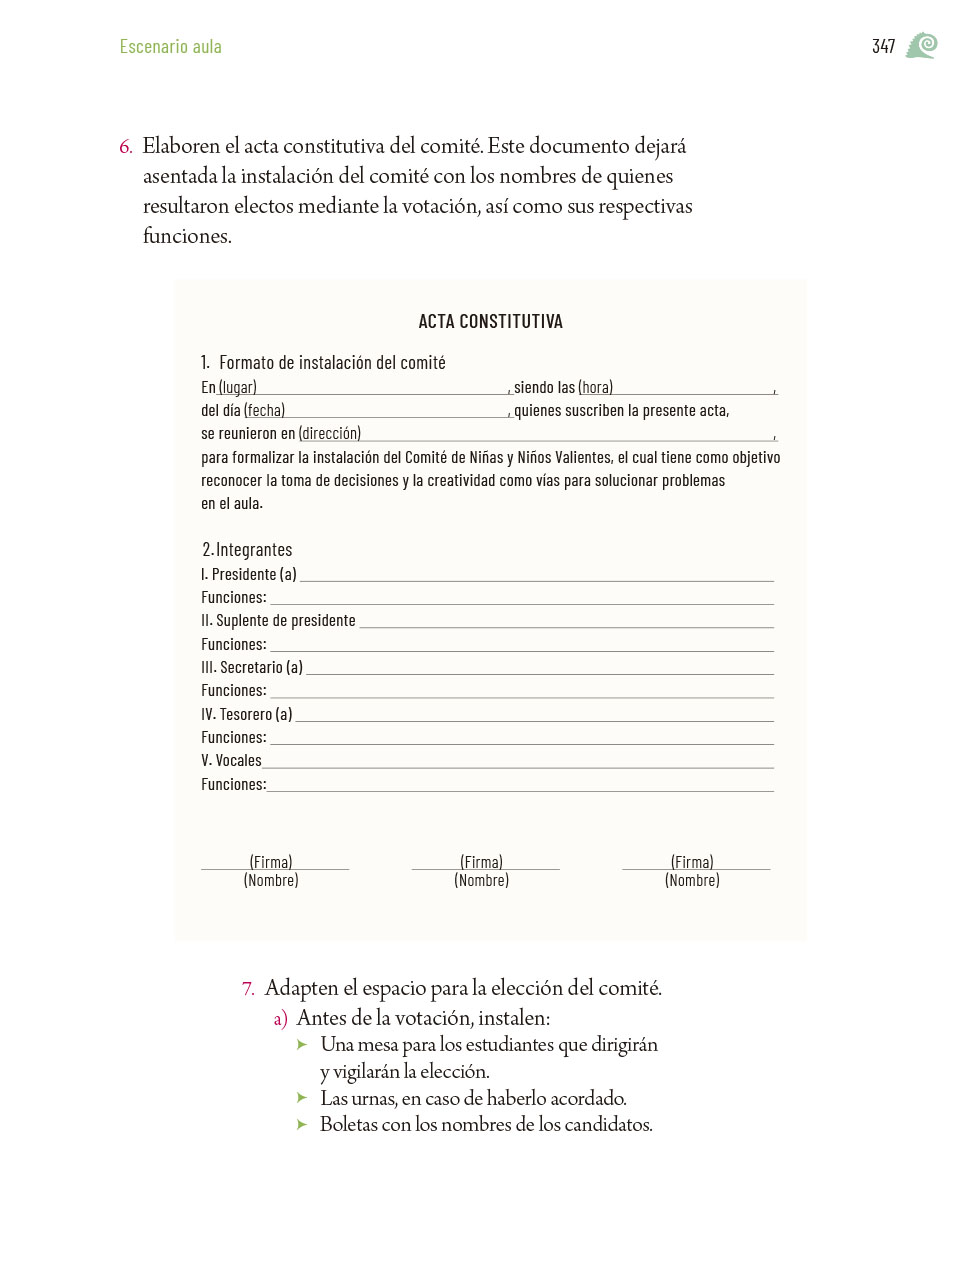 Escenario aula
347
6. Elaboren el acta constitutiva del comité. Este documento dejará
asentada la instalación del comité con los nombres de quienes
resultaron electos mediante la votación, así como sus respectivas
funciones.
ACTA CONSTITUTIVA
1. Formato de instalación del comité
En (lugar) , siendo las (hora) ,
del día (fecha) , quienes suscriben la presente acta,
se reunieron en (dirección) ,
para formalizar la instalación del Comité de Niñas y Niños Valientes, el cual tiene como objetivo
reconocer la toma de decisiones y la creatividad como vías para solucionar problemas
en el aula.
2. Integrantes
I. Presidente (a)
Funciones:
II. Suplente de presidente
Funciones:
III. Secretario (a)
Funciones:
IV. Tesorero (a)
Funciones:
V. Vocales
Funciones:
(Firma) (Firma) (Firma)
(Nombre) (Nombre) (Nombre)
7. Adapten el espacio para la elección del comité.
a) Antes de la votación, instalen:
➤ Una mesa para los estudiantes que dirigirán
y vigilarán la elección.
➤ Las urnas, en caso de haberlo acordado.
➤ Boletas con los nombres de los candidatos.